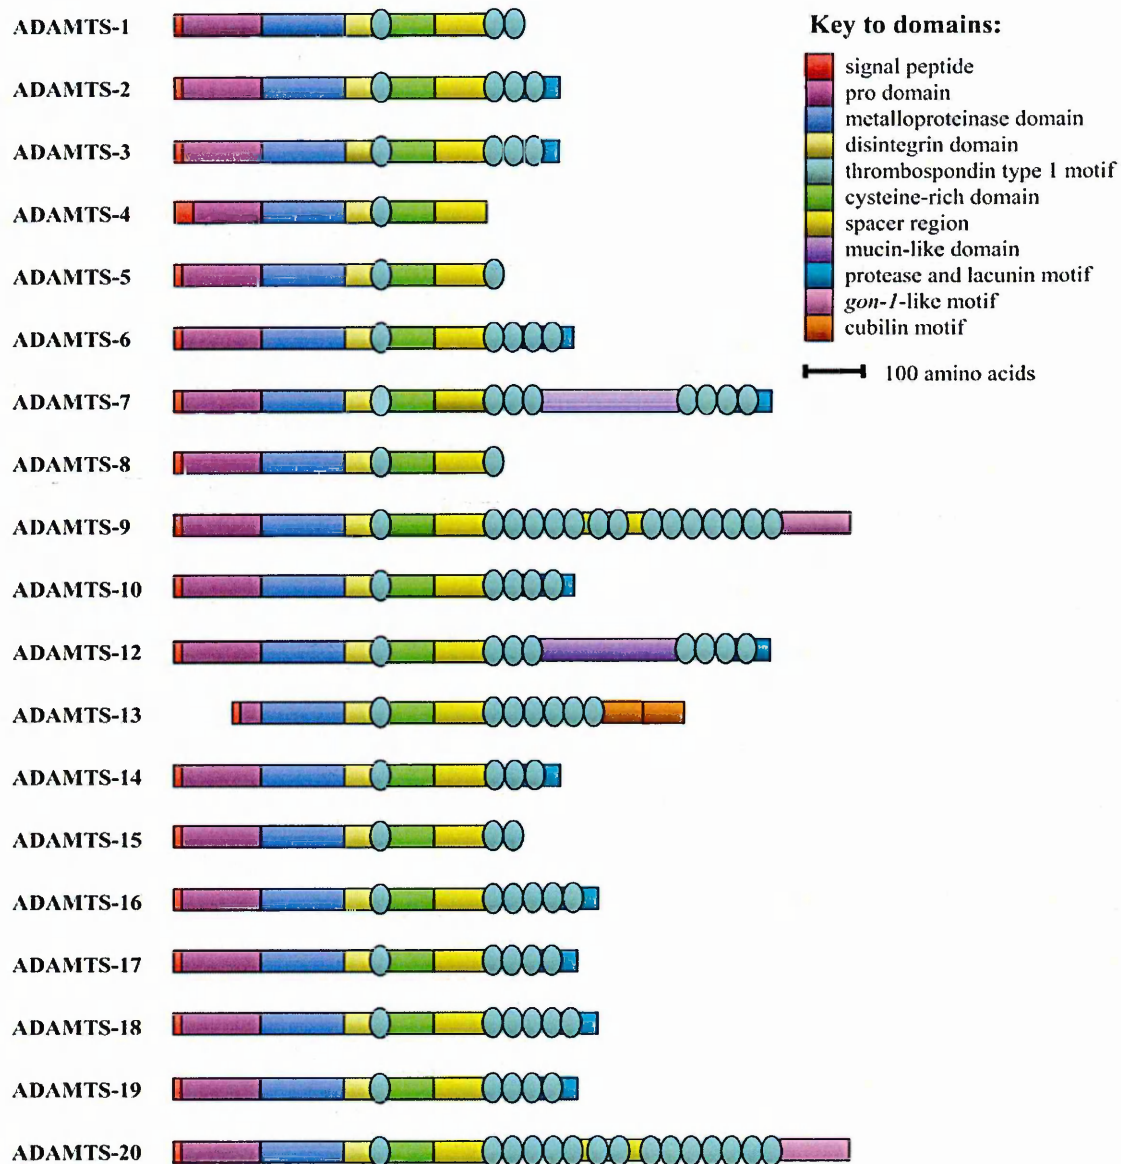 ADAMTS-1
ADAMTS-2
ADAMTS-3
ADAMTS-4
ADAMTS-5
ADAMTS-6
ADAMTS-7
ADAMTS-8
ADAMTS-9
ADAMTS-10
ADAMTS-12
ADAMTS-13
ADAMTS-14
ADAMTS-15
ADAMTS-16
ADAMTS-17
ADAMTS-18
ADAMTS-19
ADAMTS-20
Key to domains:
signal peptide
pro domain
metalloproteinase domain
disintegrin domain
thrombospondin type 1 motif
cysteine-rich domain
spacer region
mucin-like domain
protease and lacunin motif
gon-1-like motif
cubilin motif
100 amino acids